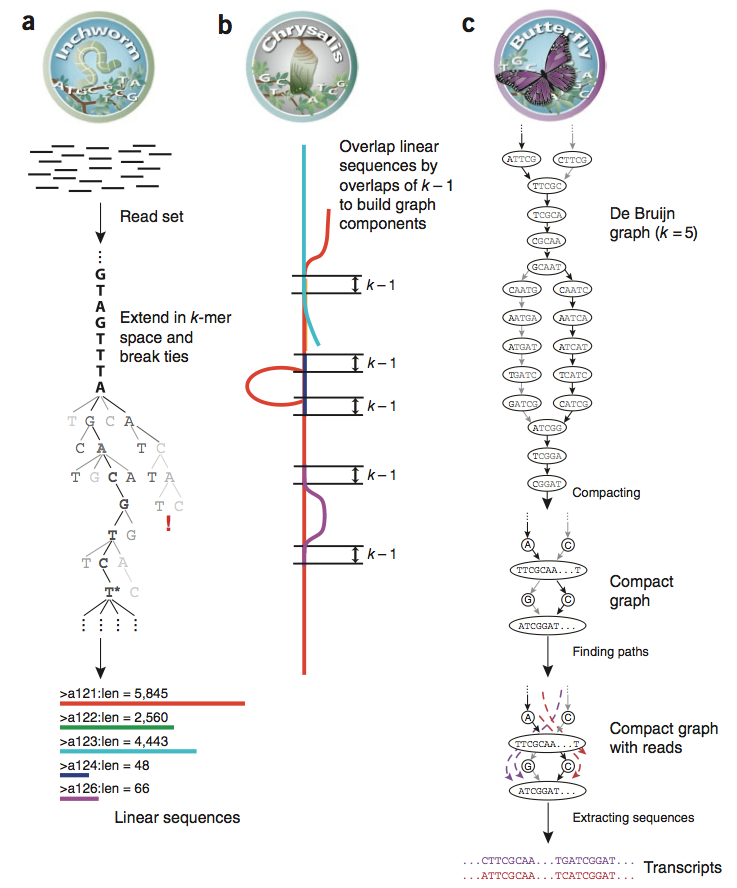 a
Inchworm
Read set
G
T
A
G
T
T
T
A
Extend in k-mer
space and
break ties
T G C A
C A T C
T G C A T A
G T C
!
T G
T C A
T* C
>a121:len = 5,845
>a122:len = 2,560
>a123:len = 4,443
>a124:len = 48
>a126:len = 66
Linear sequences
b
Chrysalis
Overlap linear
sequences by
overlaps of k – 1
to build graph
components
k – 1
k – 1
k – 1
k – 1
k – 1
c
Butterfly
ATTCG CTTCG
TTCGC
TCGCA
CGCAA
GCAAT
CAATG CAATC
AATGA AATCA
ATGAT ATCAT
TGATC TCATC
GATCG CATCG
ATCGG
TCGGA
CGGAT
De Bruijn
graph (k = 5)
Compacting
A C
TTCGCAA...T
G C
ATCGGAT...
Compact
graph
Finding paths
A C
TTCGCAA...T
G C
ATCGGAT...
Compact graph
with reads
Extracting sequences
...CTTCGCAA...TGATCGGAT...
...ATTCGCAA...TCATCGGAT...
Transcripts